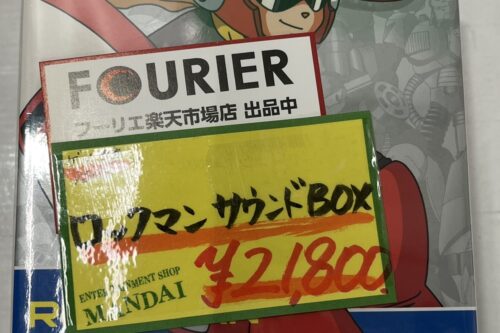 FOURIER
フーリエ楽天市場店 出品中
ロックマン サウンドBOX
¥21,800
ENTERTAINMENT SHOP
MANDAI
R